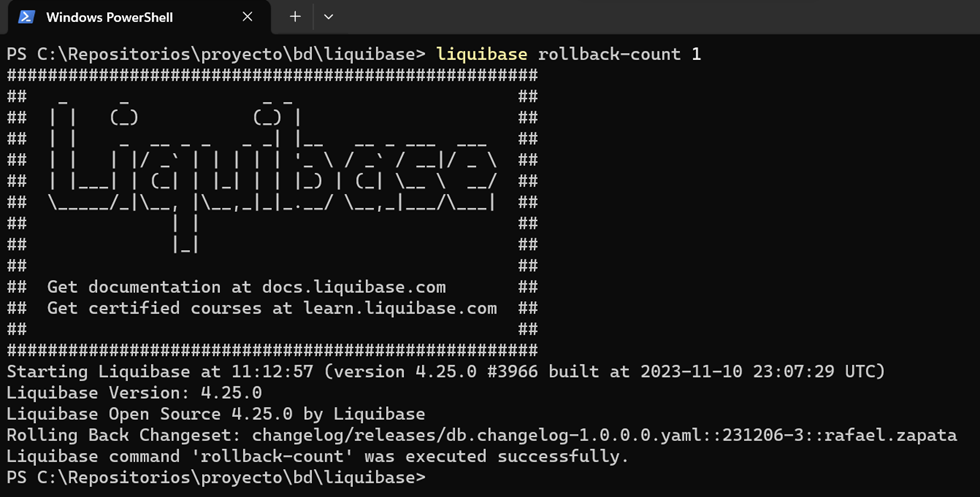 Windows PowerShell
PS C:\Repositorios\proyecto\bd\liquibase> liquibase rollback-count 1
####################################################
##   _     _             _ _                      ##
##  | |   (_)           (_) |                     ##
##  | |    _  __ _ _   _ _| |__   __ _ ___  ___   ##
##  | |   | |/ _` | | | | | '_ \ / _` / __|/ _ \  ##
##  | |___| | (_| | |_| | | |_) | (_| \__ \  __/  ##
##  \_____/_|\__, |\__,_|_|_.__/ \__,_|___/\___|  ##
##              | |                               ##
##              |_|                               ##
##                                                ##
##  Get documentation at docs.liquibase.com       ##
##  Get certified courses at learn.liquibase.com  ##
##                                                ##
####################################################
Starting Liquibase at 11:12:57 (version 4.25.0 #3966 built at 2023-11-10 23:07:29 UTC)
Liquibase Version: 4.25.0
Liquibase Open Source 4.25.0 by Liquibase
Rolling Back Changeset: changelog/releases/db.changelog-1.0.0.0.yaml::231206-3::rafael.zapata
Liquibase command 'rollback-count' was executed successfully.
PS C:\Repositorios\proyecto\bd\liquibase>